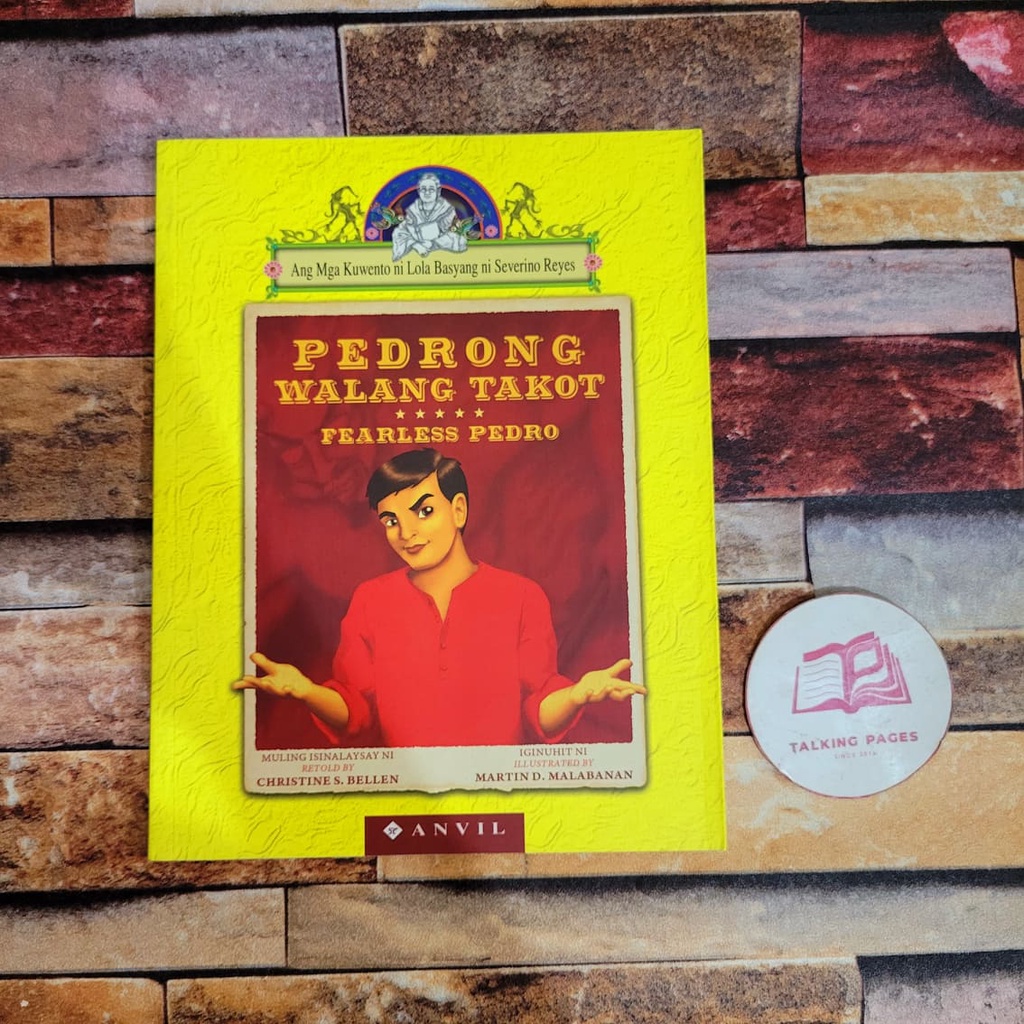 Ang Mga Kuwento ni Lola Basyang ni Severino Reyes
PEDRONG
WALANG TAKOT
FEARLESS PEDRO
MULING ISINALAYSAY NI
RETOLD BY
CHRISTINE S. BELLEN
IGINUHIT NI
ILLUSTRATED BY
MARTIN D. MALABANAN
ANVIL
TALKING PAGES